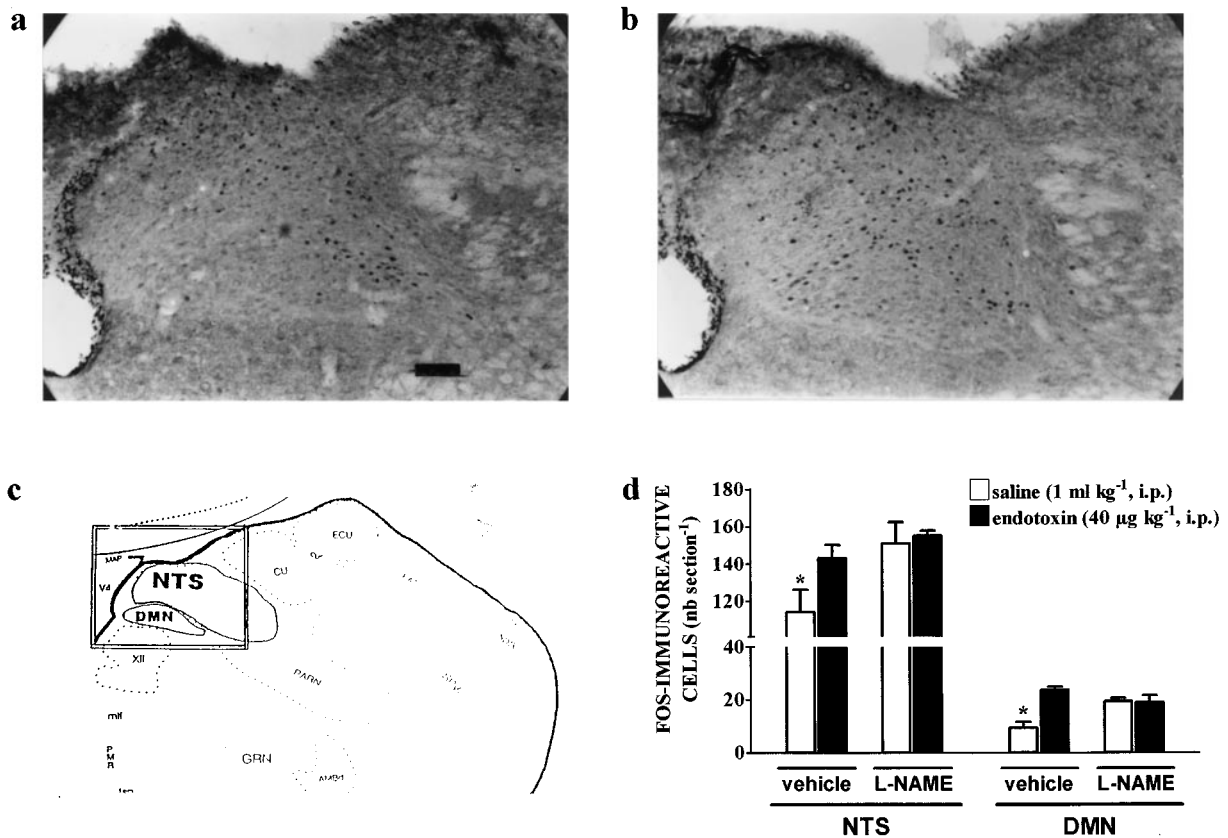 a
b
c
ECU
CU
MAP
V4
NTS
DMN
XII
PARN
mlf
P
M
R
GRN
AMBd
d
FOS-IMMUNOREACTIVE
CELLS (nb section⁻¹)
180
160
140
120
40
20
0
saline (1 ml kg⁻¹, i.p.)
endotoxin (40 µg kg⁻¹, i.p.)
*
*
vehicle
L-NAME
vehicle
L-NAME
NTS
DMN